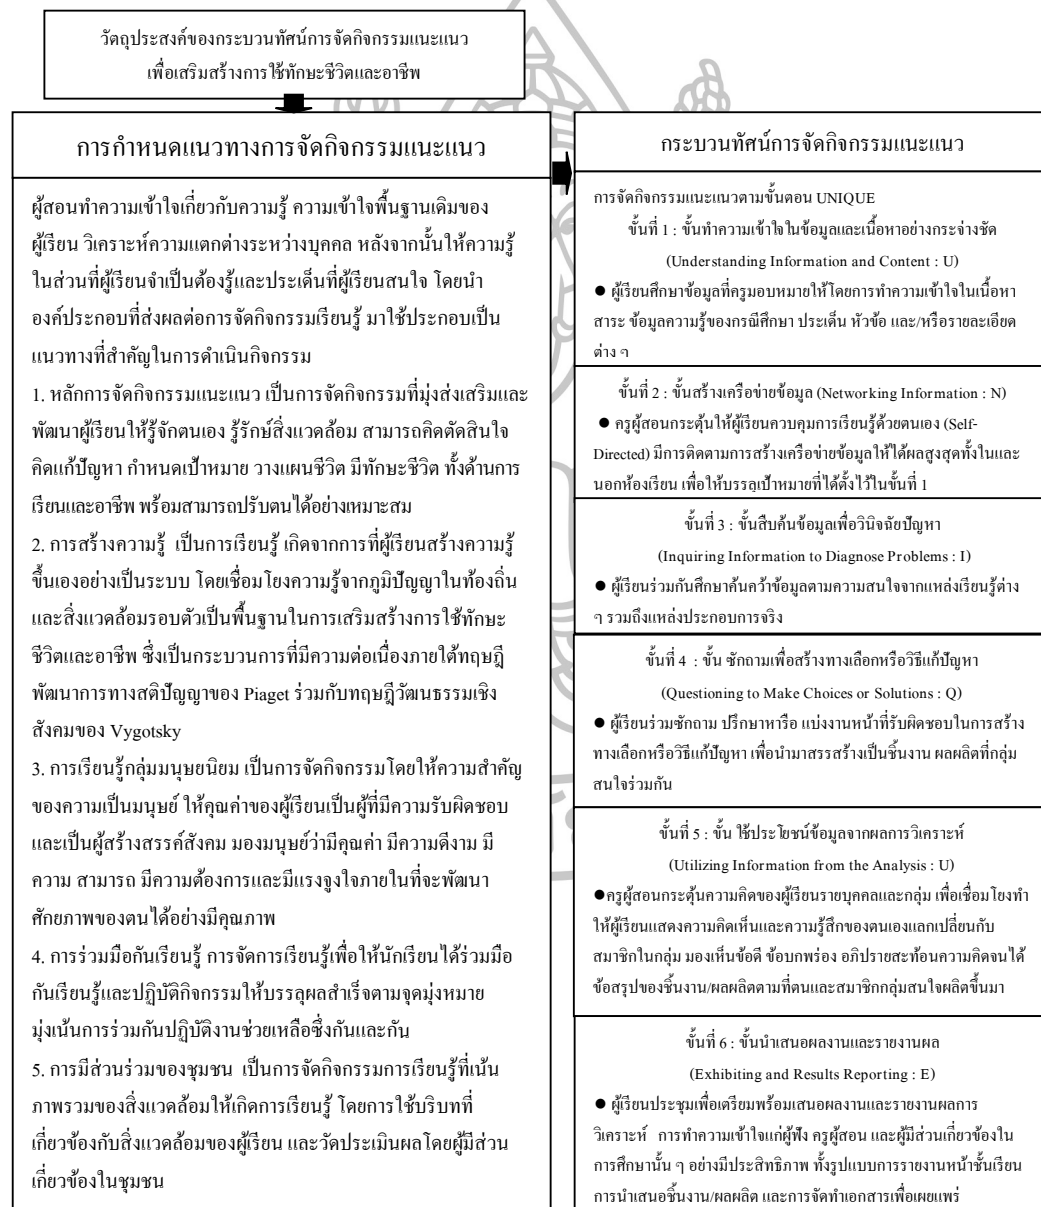 วัตถุประสงค์ของกระบวนทัศน์การจัดกิจกรรมแนะแนว
เพื่อเสริมสร้างการใช้ทักษะชีวิตและอาชีพ
การกำหนดแนวทางการจัดกิจกรรมแนะแนว
ผู้สอนทำความเข้าใจเกี่ยวกับความรู้ ความเข้าใจพื้นฐานเดิมของ
ผู้เรียน วิเคราะห์ความแตกต่างระหว่างบุคคล หลังจากนั้นให้ความรู้
ในส่วนที่ผู้เรียนจำเป็นต้องรู้และประเด็นที่ผู้เรียนสนใจ โดยนำ
องค์ประกอบที่ส่งผลต่อการจัดกิจกรรมเรียนรู้ มาใช้ประกอบเป็น
แนวทางที่สำคัญในการดำเนินกิจกรรม
1. หลักการจัดกิจกรรมแนะแนว เป็นการจัดกิจกรรมที่มุ่งส่งเสริมและ
พัฒนาผู้เรียนให้รู้จักตนเอง รู้รักษ์สิ่งแวดล้อม สามารถคิดตัดสินใจ
คิดแก้ปัญหา กำหนดเป้าหมาย วางแผนชีวิต มีทักษะชีวิต ทั้งด้านการ
เรียนและอาชีพ พร้อมสามารถปรับตนได้อย่างเหมาะสม
2. การสร้างความรู้ เป็นการเรียนรู้ เกิดจากการที่ผู้เรียนสร้างความรู้
ขึ้นเองอย่างเป็นระบบ โดยเชื่อมโยงความรู้จากภูมิปัญญาในท้องถิ่น
และสิ่งแวดล้อมรอบตัวเป็นพื้นฐานในการเสริมสร้างการใช้ทักษะ
ชีวิตและอาชีพ ซึ่งเป็นกระบวนการที่มีความต่อเนื่องภายใต้ทฤษฎี
พัฒนาการทางสติปัญญาของ Piaget ร่วมกับทฤษฎีวัฒนธรรมเชิง
สังคมของ Vygotsky
3. การเรียนรู้กลุ่มมนุษยนิยม เป็นการจัดกิจกรรมโดยให้ความสำคัญ
ของความเป็นมนุษย์ ให้คุณค่าของผู้เรียนเป็นผู้ที่มีความรับผิดชอบ
และเป็นผู้สร้างสรรค์สังคม มองมนุษย์ว่ามีคุณค่า มีความดีงาม มี
ความ สามารถ มีความต้องการและมีแรงจูงใจภายในที่จะพัฒนา
ศักยภาพของตนได้อย่างมีคุณภาพ
4. การร่วมมือกันเรียนรู้ การจัดการเรียนรู้เพื่อให้นักเรียนได้ร่วมมือ
กันเรียนรู้และปฏิบัติกิจกรรมให้บรรลุผลสำเร็จตามจุดมุ่งหมาย
มุ่งเน้นการร่วมกันปฏิบัติงานช่วยเหลือซึ่งกันและกัน
5. การมีส่วนร่วมของชุมชน เป็นการจัดกิจกรรมการเรียนรู้ที่เน้น
ภาพรวมของสิ่งแวดล้อมให้เกิดการเรียนรู้ โดยการใช้บริบทที่
เกี่ยวข้องกับสิ่งแวดล้อมของผู้เรียน และวัดประเมินผลโดยผู้มีส่วน
เกี่ยวข้องในชุมชน
กระบวนทัศน์การจัดกิจกรรมแนะแนว
การจัดกิจกรรมแนะแนวตามขั้นตอน UNIQUE
ขั้นที่ 1 : ขั้นทำความเข้าใจในข้อมูลและเนื้อหาอย่างกระจ่างชัด
(Understanding Information and Content : U)
● ผู้เรียนศึกษาข้อมูลที่ครูมอบหมายให้โดยการทำความเข้าใจในเนื้อหา
สาระ ข้อมูลความรู้ของกรณีศึกษา ประเด็น หัวข้อ และ/หรือรายละเอียด
ต่าง ๆ
ขั้นที่ 2 : ขั้นสร้างเครือข่ายข้อมูล (Networking Information : N)
● ครูผู้สอนกระตุ้นให้ผู้เรียนควบคุมการเรียนรู้ด้วยตนเอง (Self-
Directed) มีการติดตามการสร้างเครือข่ายข้อมูลให้ได้ผลสูงสุดทั้งในและ
นอกห้องเรียน เพื่อให้บรรลุเป้าหมายที่ได้ตั้งไว้ในขั้นที่ 1
ขั้นที่ 3 : ขั้นสืบค้นข้อมูลเพื่อวินิจฉัยปัญหา
(Inquiring Information to Diagnose Problems : I)
● ผู้เรียนร่วมกันศึกษาค้นคว้าข้อมูลตามความสนใจจากแหล่งเรียนรู้ต่าง
ๆ รวมถึงแหล่งประกอบการจริง
ขั้นที่ 4 : ขั้น ซักถามเพื่อสร้างทางเลือกหรือวิธีแก้ปัญหา
(Questioning to Make Choices or Solutions : Q)
● ผู้เรียนร่วมซักถาม ปรึกษาหารือ แบ่งงานหน้าที่รับผิดชอบในการสร้าง
ทางเลือกหรือวิธีแก้ปัญหา เพื่อนำมาสรรสร้างเป็นชิ้นงาน ผลผลิตที่กลุ่ม
สนใจร่วมกัน
ขั้นที่ 5 : ขั้น ใช้ประโยชน์ข้อมูลจากผลการวิเคราะห์
(Utilizing Information from the Analysis : U)
●ครูผู้สอนกระตุ้นความคิดของผู้เรียนรายบุคคลและกลุ่ม เพื่อเชื่อมโยงทำ
ให้ผู้เรียนแสดงความคิดเห็นและความรู้สึกของตนเองแลกเปลี่ยนกับ
สมาชิกในกลุ่ม มองเห็นข้อดี ข้อบกพร่อง อภิปรายสะท้อนความคิดจนได้
ข้อสรุปของชิ้นงาน/ผลผลิตตามที่ตนและสมาชิกกลุ่มสนใจผลิตขึ้นมา
ขั้นที่ 6 : ขั้นนำเสนอผลงานและรายงานผล
(Exhibiting and Results Reporting : E)
● ผู้เรียนประชุมเพื่อเตรียมพร้อมเสนอผลงานและรายงานผลการ
วิเคราะห์ การทำความเข้าใจแก่ผู้ฟัง ครูผู้สอน และผู้มีส่วนเกี่ยวข้องใน
การศึกษานั้น ๆ อย่างมีประสิทธิภาพ ทั้งรูปแบบการรายงานหน้าชั้นเรียน
การนำเสนอชิ้นงาน/ผลผลิต และการจัดทำเอกสารเพื่อเผยแพร่